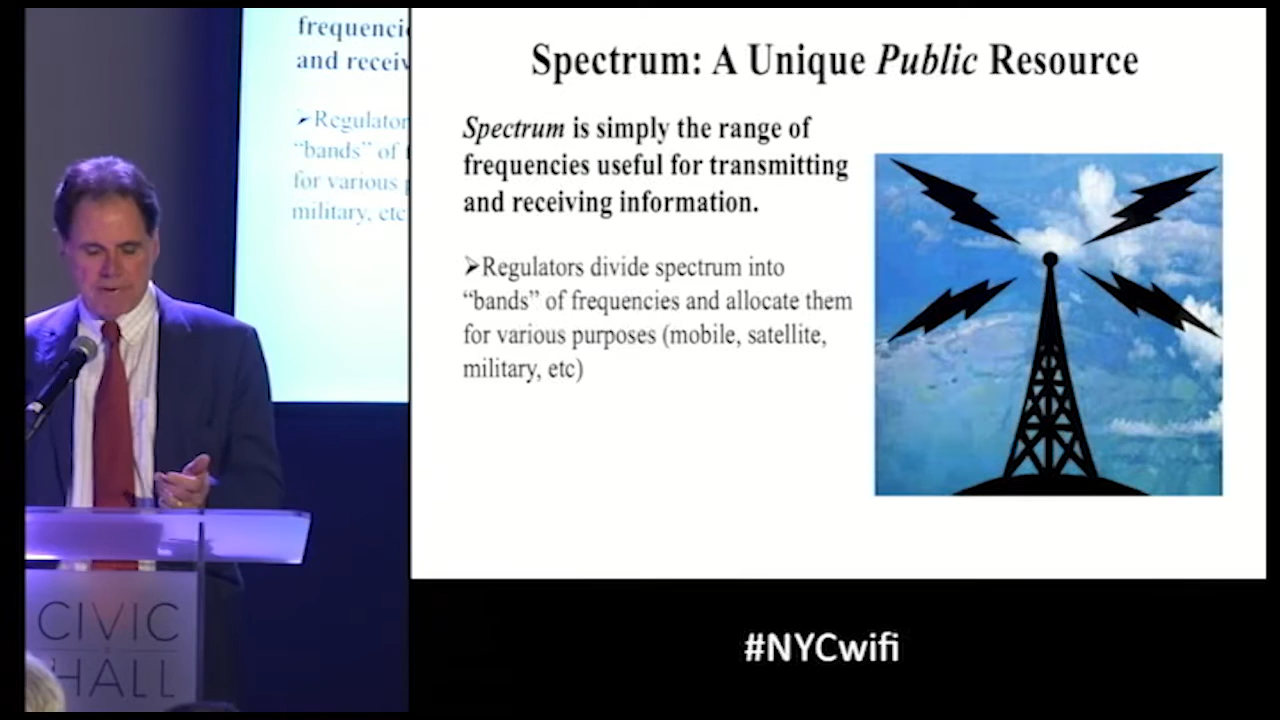 frequenci
and receiv
➢Regulator
“bands” of f
for various p
military, etc
CIVIC
HALL
Spectrum: A Unique Public Resource
Spectrum is simply the range of
frequencies useful for transmitting
and receiving information.
➢Regulators divide spectrum into
“bands” of frequencies and allocate them
for various purposes (mobile, satellite,
military, etc)
#NYCwifi